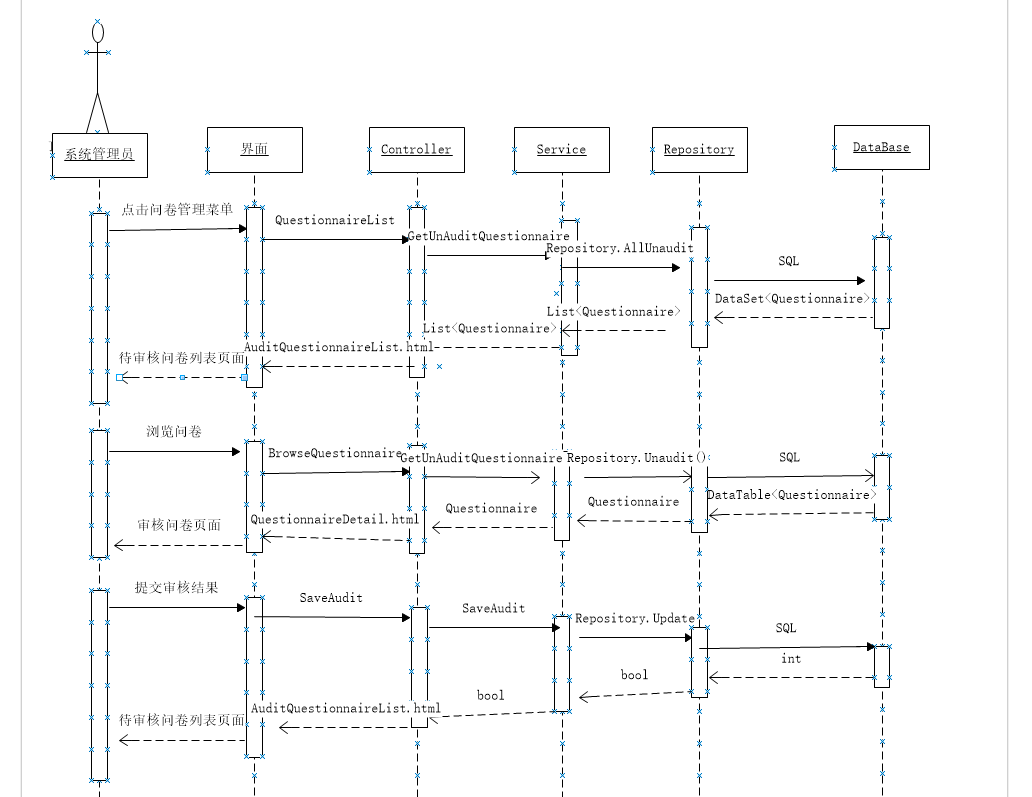 系统管理员
界面
Controller
Service
Repository
DataBase
点击问卷管理菜单
QuestionnaireList
GetUnAuditQuestionnaire
Repository.AllUnaudit
SQL
DataSet<Questionnaire>
List<Questionnaire>
List<Questionnaire>
AuditQuestionnaireList.html
待审核问卷列表页面
浏览问卷
BrowseQuestionnaire
GetUnAuditQuestionnaire
Repository.Unaudit()
SQL
DataTable<Questionnaire>
Questionnaire
Questionnaire
QuestionnaireDetail.html
审核问卷页面
提交审核结果
SaveAudit
SaveAudit
Repository.Update
SQL
int
bool
bool
AuditQuestionnaireList.html
待审核问卷列表页面